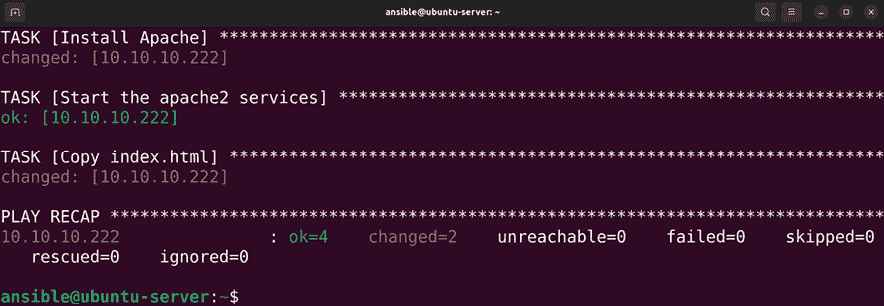 ansible@ubuntu-server: ~
TASK [Install Apache] *******************************************************************
changed: [10.10.10.222]
TASK [Start the apache2 services] *******************************************************
ok: [10.10.10.222]
TASK [Copy index.html] ******************************************************************
changed: [10.10.10.222]
PLAY RECAP ******************************************************************************
10.10.10.222               : ok=4    changed=2    unreachable=0    failed=0    skipped=0
   rescued=0    ignored=0
ansible@ubuntu-server:~$